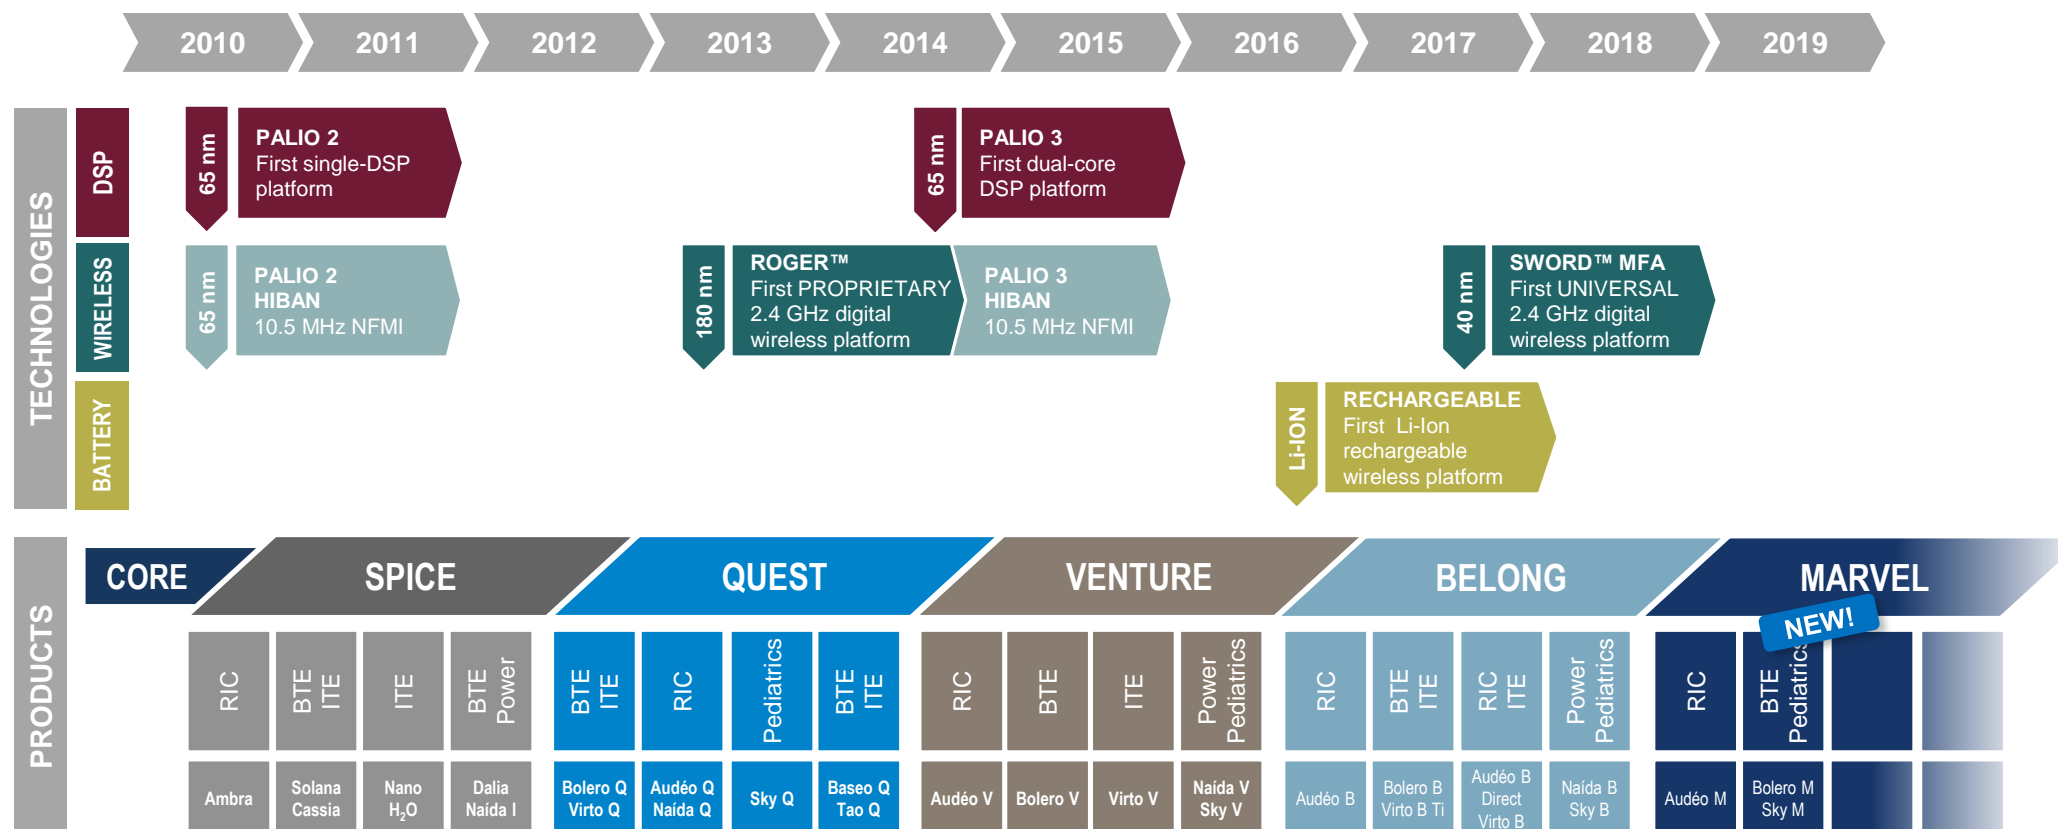 2010 2011 2012 2013 2014 2015 2016 2017 2018 2019
TECHNOLOGIES
DSP
65 nm
PALIO 2
First single-DSP
platform
65 nm
PALIO 3
First dual-core
DSP platform
WIRELESS
65 nm
PALIO 2
HIBAN
10.5 MHz NFMI
180 nm
ROGER™
First PROPRIETARY
2.4 GHz digital
wireless platform
PALIO 3
HIBAN
10.5 MHz NFMI
40 nm
SWORD™ MFA
First UNIVERSAL
2.4 GHz digital
wireless platform
BATTERY
Li-ION
RECHARGEABLE
First Li-Ion
rechargeable
wireless platform
PRODUCTS
CORE SPICE QUEST VENTURE BELONG MARVEL
NEW!
RIC
BTE
ITE
ITE
BTE
Power
BTE
ITE
RIC
Pediatrics
BTE
ITE
RIC
BTE
ITE
Power
Pediatrics
RIC
BTE
ITE
RIC
ITE
Power
Pediatrics
RIC
BTE
Pediatrics
Ambra
Solana
Cassia
Nano
H₂O
Dalia
Naída I
Bolero Q
Virto Q
Audéo Q
Naída Q
Sky Q
Baseo Q
Tao Q
Audéo V
Bolero V
Virto V
Naída V
Sky V
Audéo B
Bolero B
Virto B Ti
Audéo B
Direct
Virto B
Naída B
Sky B
Audéo M
Bolero M
Sky M